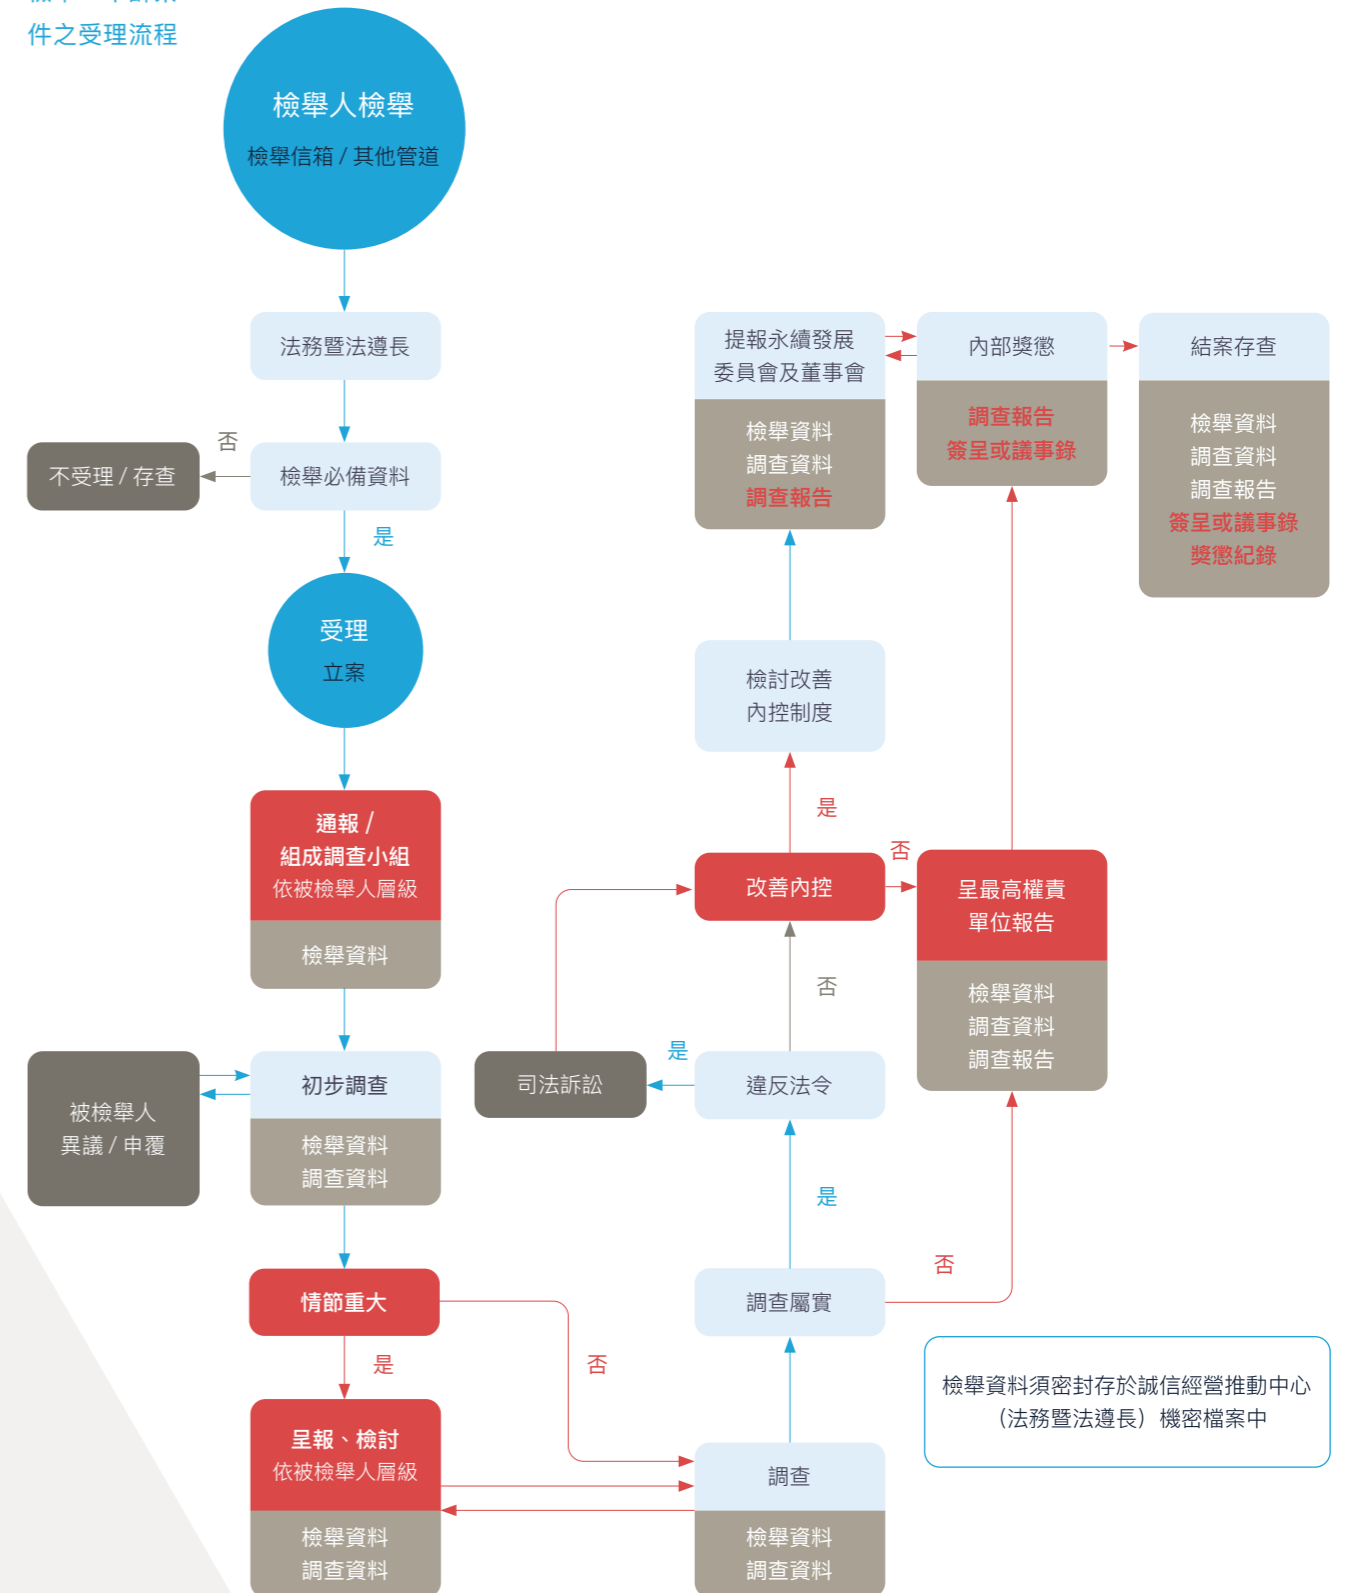 件之受理流程
檢舉人檢舉
檢舉信箱 / 其他管道
法務暨法遵長
否
不受理 / 存查
檢舉必備資料
是
受理
立案
通報 /
組成調查小組
依被檢舉人層級
檢舉資料
被檢舉人
異議 / 申覆
初步調查
檢舉資料
調查資料
情節重大
是
否
呈報、檢討
依被檢舉人層級
檢舉資料
調查資料
調查
檢舉資料
調查資料
調查屬實
是
否
違反法令
是
司法訴訟
否
改善內控
是
否
呈最高權責
單位報告
檢舉資料
調查資料
調查報告
檢討改善
內控制度
提報永續發展
委員會及董事會
檢舉資料
調查資料
調查報告
內部獎懲
調查報告
簽呈或議事錄
結案存查
檢舉資料
調查資料
調查報告
簽呈或議事錄
獎懲紀錄
檢舉資料須密封存於誠信經營推動中心
（法務暨法遵長）機密檔案中